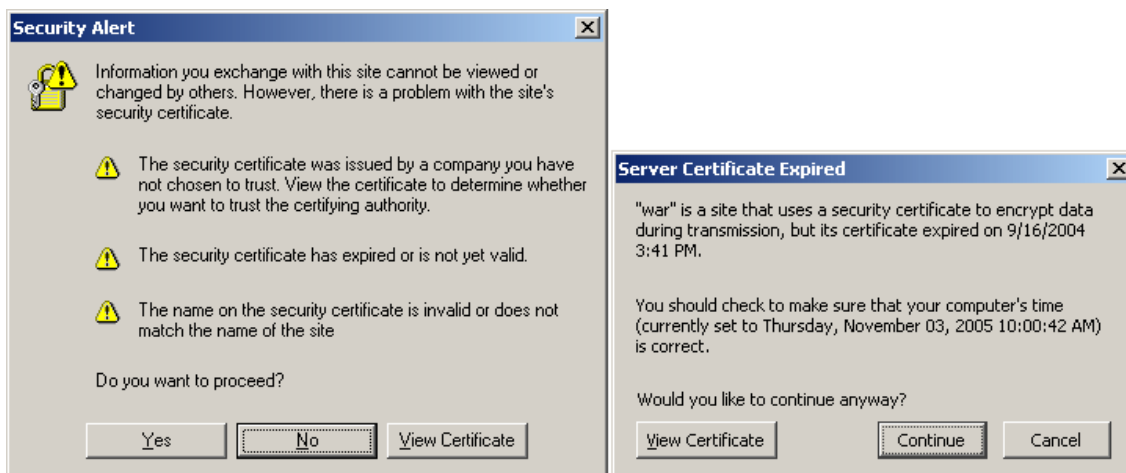 Security Alert
Information you exchange with this site cannot be viewed or
changed by others. However, there is a problem with the site's
security certificate.
The security certificate was issued by a company you have
not chosen to trust. View the certificate to determine whether
you want to trust the certifying authority.
The security certificate has expired or is not yet valid.
The name on the security certificate is invalid or does not
match the name of the site
Do you want to proceed?
Yes
No
View Certificate
Server Certificate Expired
"war" is a site that uses a security certificate to encrypt data
during transmission, but its certificate expired on 9/16/2004
3:41 PM.
You should check to make sure that your computer's time
(currently set to Thursday, November 03, 2005 10:00:42 AM)
is correct.
Would you like to continue anyway?
View Certificate
Continue
Cancel